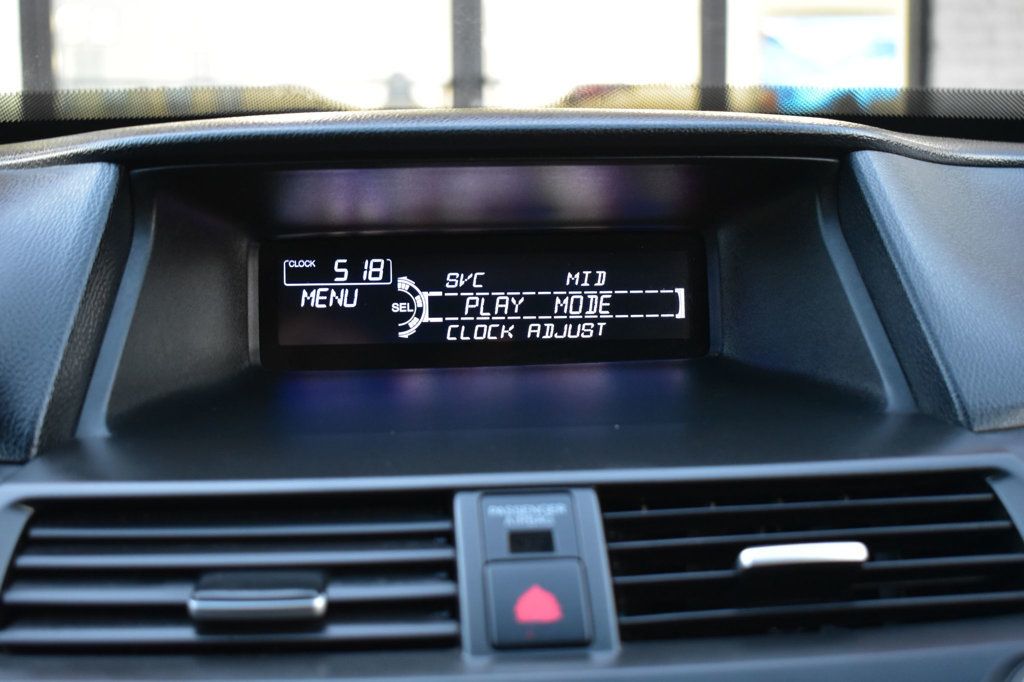 CLOCK 5 18
MENU
SEL
SVC MID
PLAY MODE
CLOCK ADJUST
PASSENGER
AIRBAG